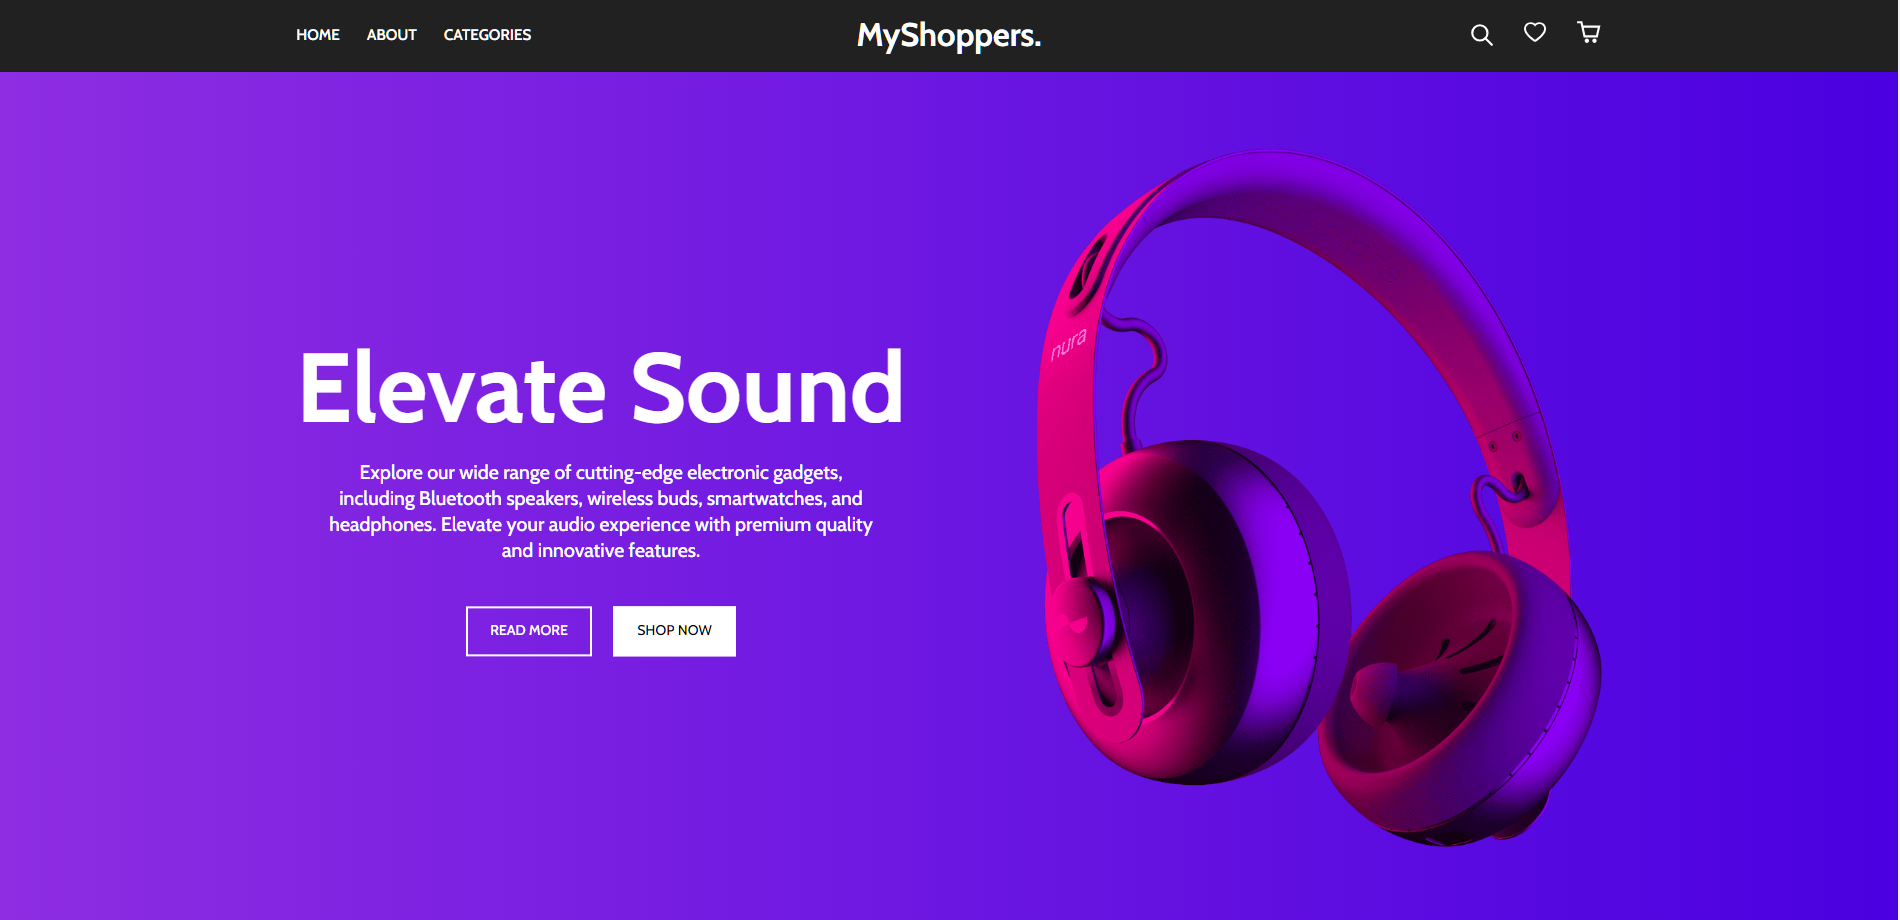 HOME ABOUT CATEGORIES
MyShoppers.
nura
Elevate Sound
Explore our wide range of cutting-edge electronic gadgets,
including Bluetooth speakers, wireless buds, smartwatches, and
headphones. Elevate your audio experience with premium quality
and innovative features.
READ MORE
SHOP NOW